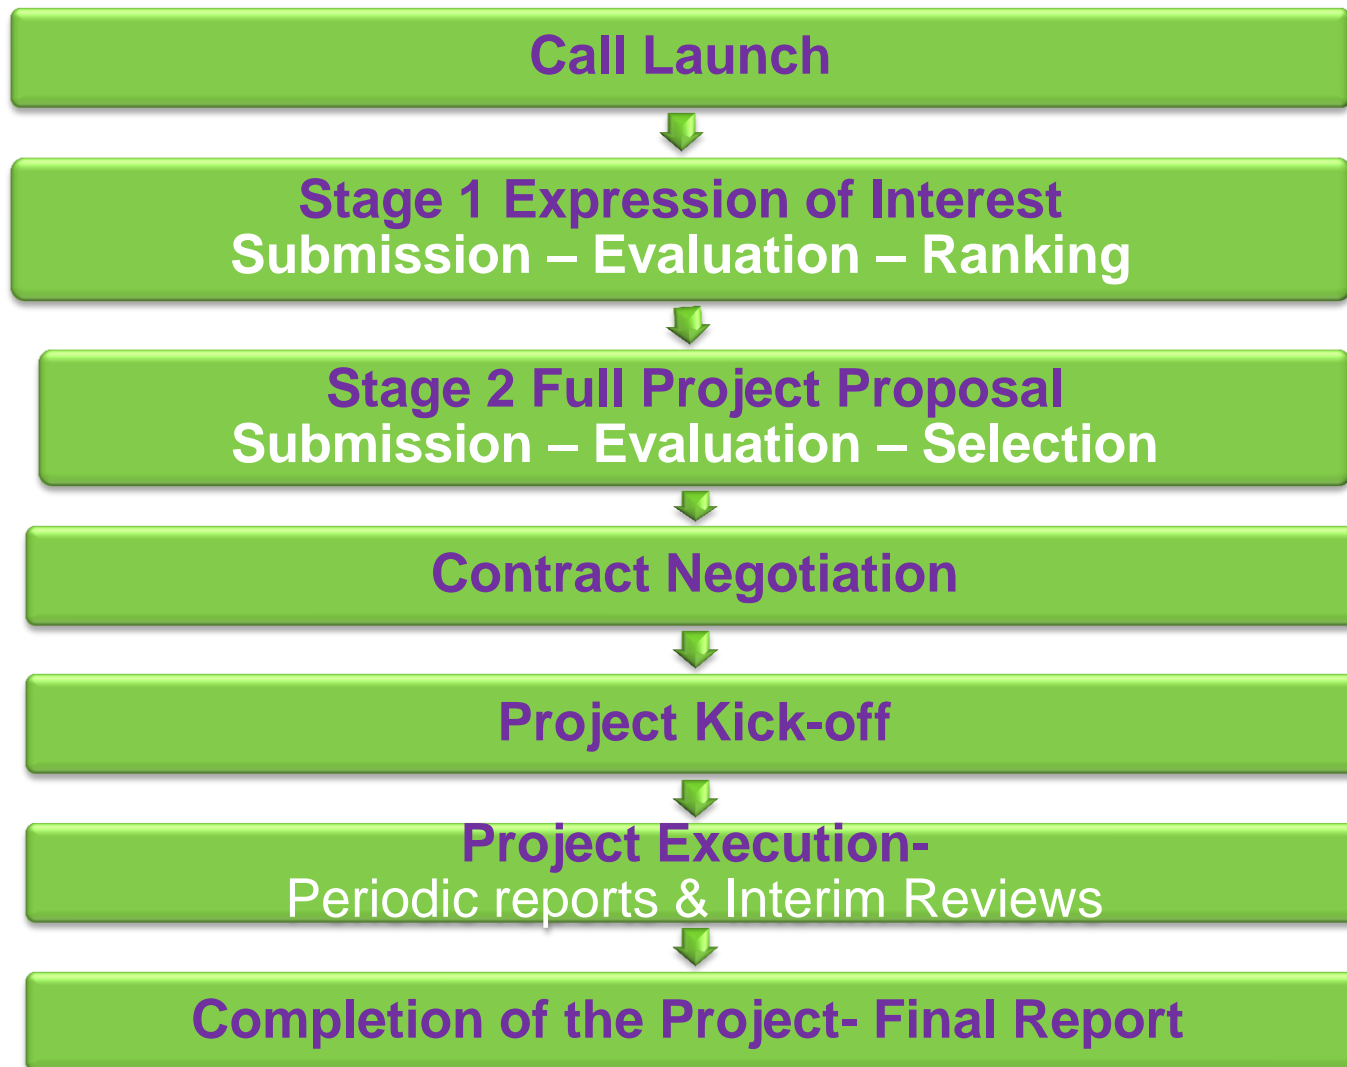 Call Launch
Stage 1 Expression of Interest
Submission – Evaluation – Ranking
Stage 2 Full Project Proposal
Submission – Evaluation – Selection
Contract Negotiation
Project Kick-off
Project Execution-
Periodic reports & Interim Reviews
Completion of the Project- Final Report